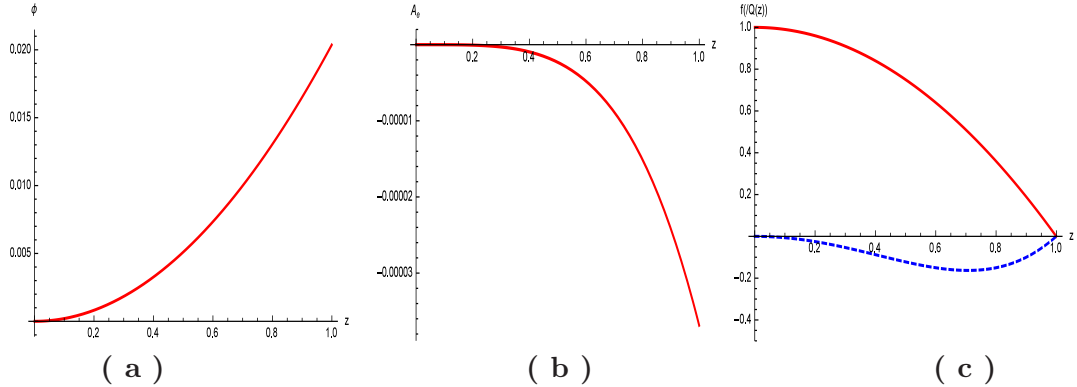 ϕ
0,020
0,015
0,010
0,005
0,2 0,4 0,6 0,8 1,0 z
( a )
A_e
0,2 0,4 0,6 0,8 1,0 z
−0,00001
−0,00002
−0,00003
( b )
f(/Q(z))
1,0
0,8
0,6
0,4
0,2
0,2 0,4 0,6 0,8 1,0 z
−0,2
−0,4
( c )